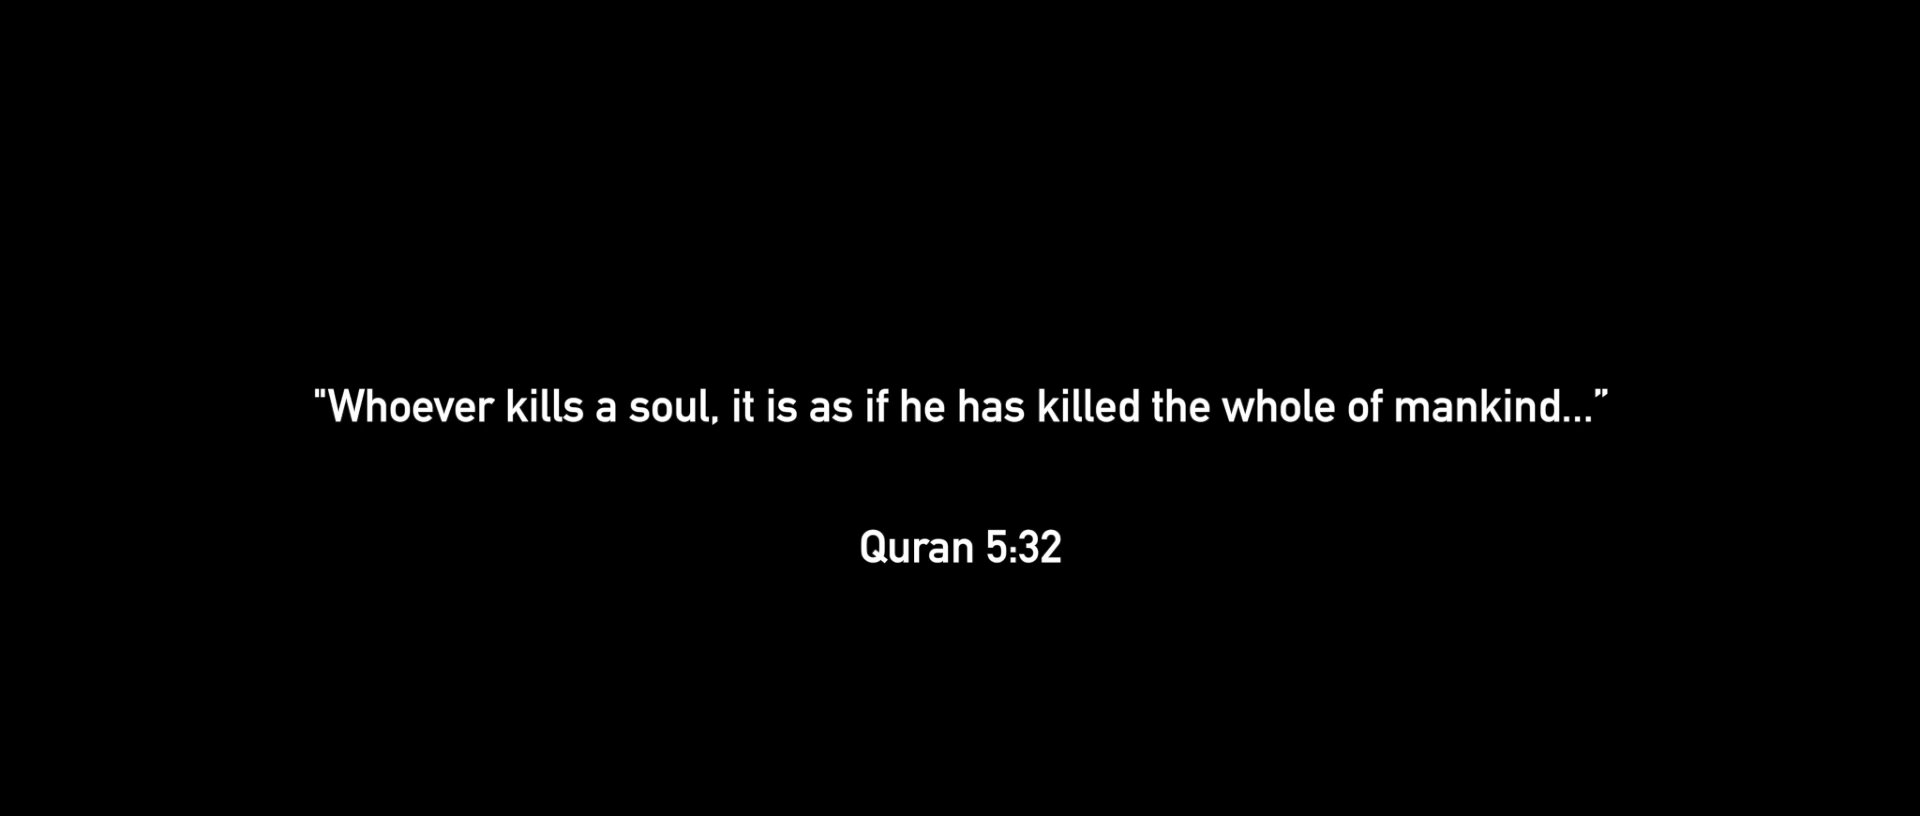 "Whoever kills a soul, it is as if he has killed the whole of mankind...”
Quran 5:32